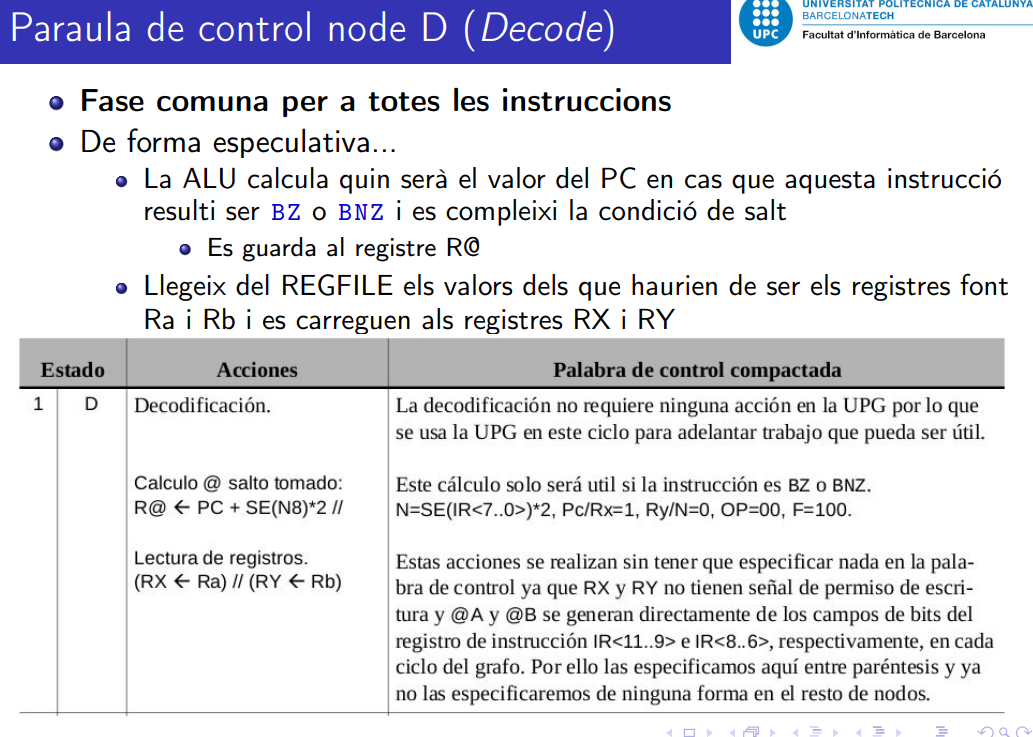 Paraula de control node D (Decode)
UNIVERSITAT POLITÈCNICA DE CATALUNYA
BARCELONATECH
Facultat d'Informàtica de Barcelona
UPC
Fase comuna per a totes les instruccions
De forma especulativa...
La ALU calcula quin serà el valor del PC en cas que aquesta instrucció
resulti ser BZ o BNZ i es compleixi la condició de salt
Es guarda al registre R@
Llegeix del REGFILE els valors dels que haurien de ser els registres font
Ra i Rb i es carreguen als registres RX i RY
Estado Acciones Palabra de control compactada
1 D Decodificación. La decodificación no requiere ninguna acción en la UPG por lo que
se usa la UPG en este ciclo para adelantar trabajo que pueda ser útil.
Calculo @ salto tomado: Este cálculo solo será util si la instrucción es BZ o BNZ.
R@ ← PC + SE(N8)*2 // N=SE(IR<7..0>)*2, Pc/Rx=1, Ry/N=0, OP=00, F=100.
Lectura de registros. Estas acciones se realizan sin tener que especificar nada en la pala-
(RX ← Ra) // (RY ← Rb) bra de control ya que RX y RY no tienen señal de permiso de escri-
tura y @A y @B se generan directamente de los campos de bits del
registro de instrucción IR<11..9> e IR<8..6>, respectivamente, en cada
ciclo del grafo. Por ello las especificamos aquí entre paréntesis y ya
no las especificaremos de ninguna forma en el resto de nodos.